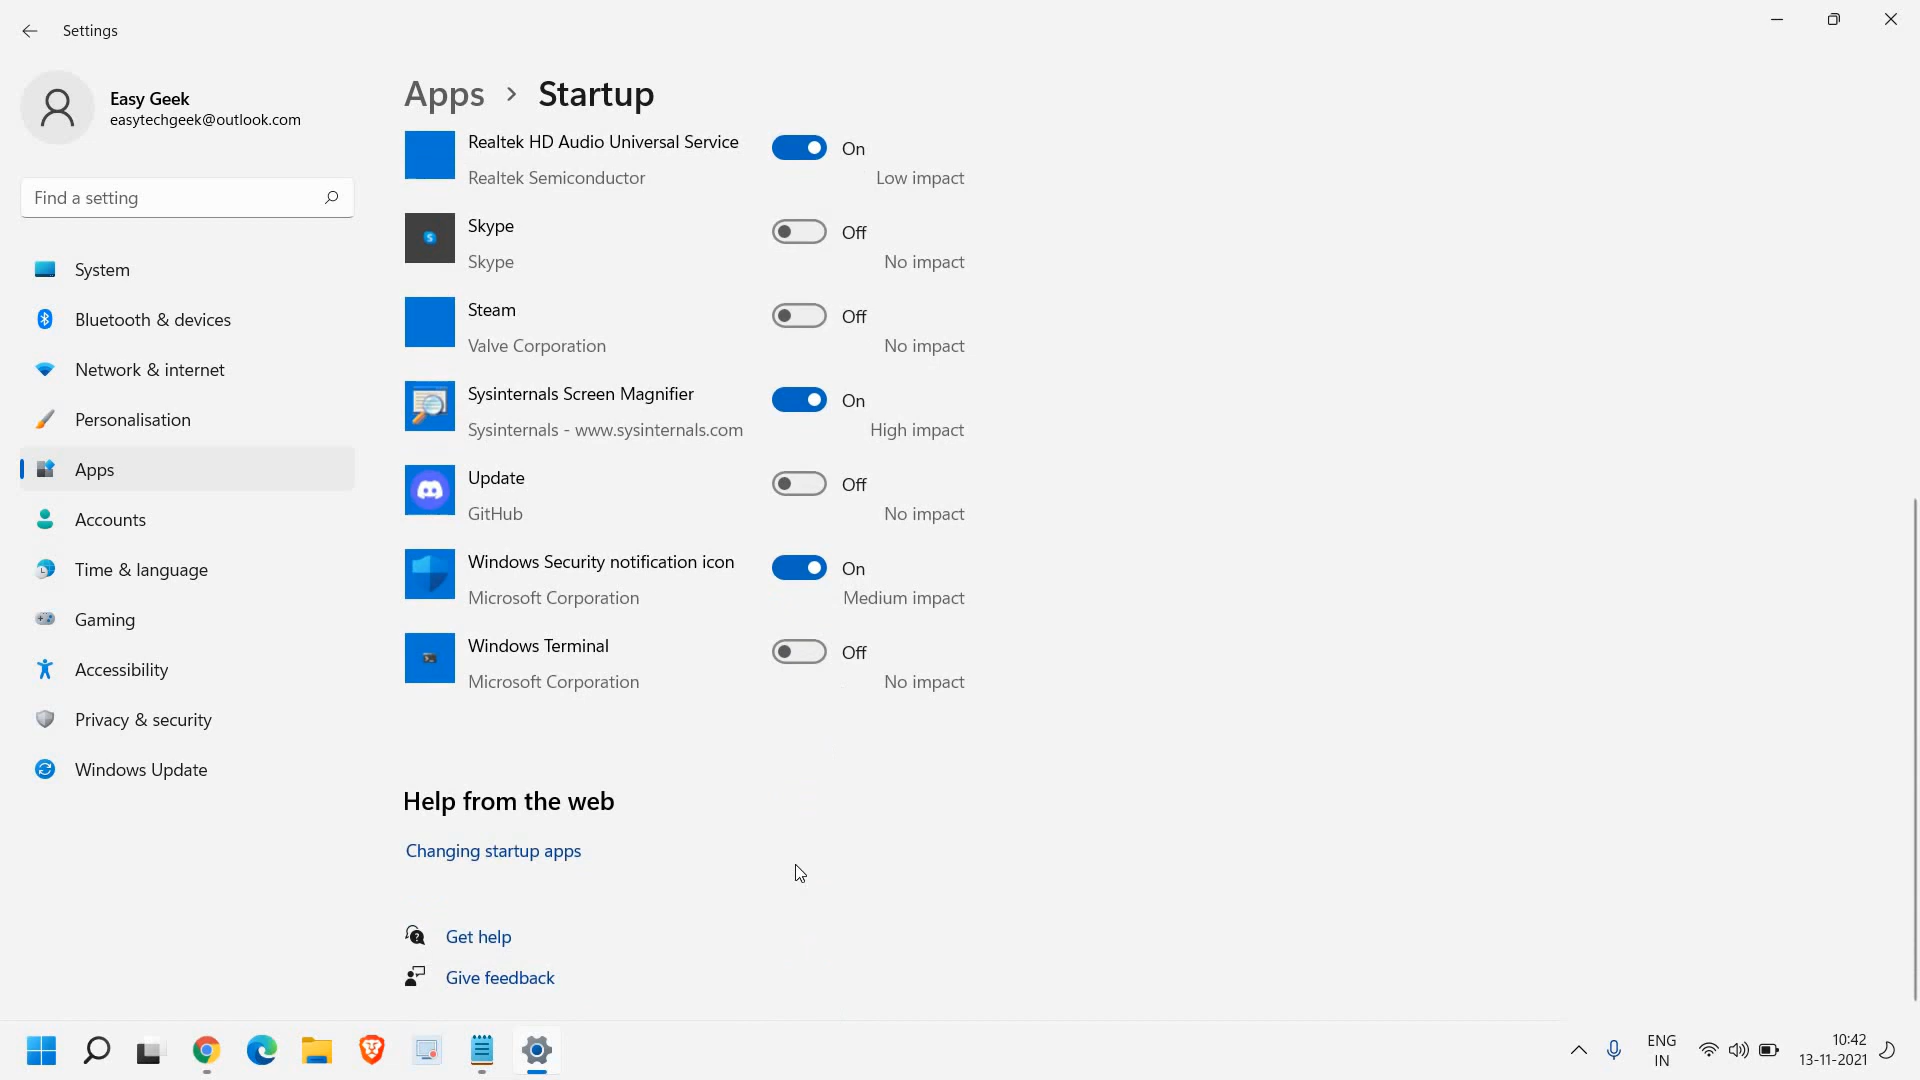 Settings
Easy Geek
easytechgeek@outlook.com
Find a setting
System
Bluetooth & devices
Network & internet
Personalisation
Apps
Accounts
Time & language
Gaming
Accessibility
Privacy & security
Windows Update
Apps > Startup
Realtek HD Audio Universal Service
On
Realtek Semiconductor
Low impact
Skype
Off
Skype
No impact
Steam
Off
Valve Corporation
No impact
Sysinternals Screen Magnifier
On
Sysinternals - www.sysinternals.com
High impact
Update
Off
GitHub
No impact
Windows Security notification icon
On
Microsoft Corporation
Medium impact
Windows Terminal
Off
Microsoft Corporation
No impact
Help from the web
Changing startup apps
Get help
Give feedback
ENG
IN
10:42
13-11-2021